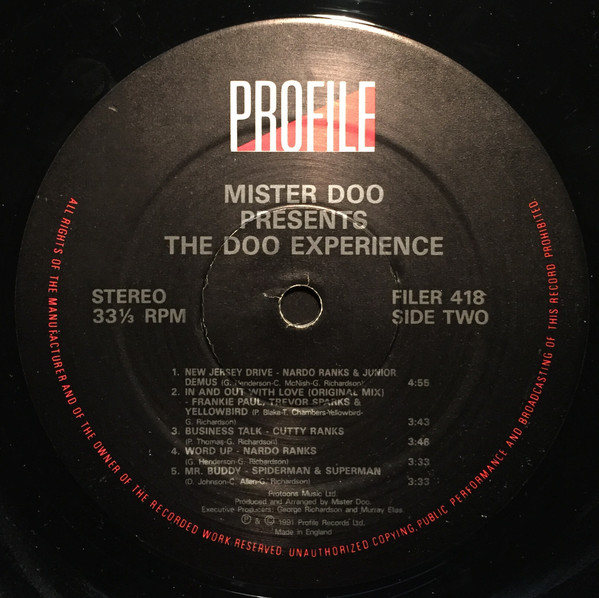 PROFILE
MISTER DOO
PRESENTS
THE DOO EXPERIENCE
STEREO
33⅓ RPM
FILER 418
SIDE TWO
1. NEW JERSEY DRIVE - NARDO RANKS & JUNIOR
DEMUS (G. Henderson-C. McNish-G. Richardson) 4:55
2. IN AND OUT WITH LOVE (ORIGINAL MIX)
- FRANKIE PAUL, TREVOR SPARKS &
YELLOWBIRD (P. Blake-T. Chambers-Yellowbird-
G. Richardson) 3:43
3. BUSINESS TALK - CUTTY RANKS
(P. Thomas-G. Richardson) 3:46
4. WORD UP - NARDO RANKS
(G. Henderson-G. Richardson) 3:33
5. MR. BUDDY - SPIDERMAN & SUPERMAN
(D. Johnson-C. Allen-G. Richardson) 3:33
Protoons Music Ltd.
Produced and Arranged by Mister Doo.
Executive Producers: George Richardson and Murray Elias
℗ & © 1991 Profile Records Ltd.
Made in England
ALL RIGHTS OF THE MANUFACTURER AND OF THE OWNER OF THE RECORDED WORK RESERVED. UNAUTHORIZED COPYING, PUBLIC PERFORMANCE AND BROADCASTING OF THIS RECORD PROHIBITED.